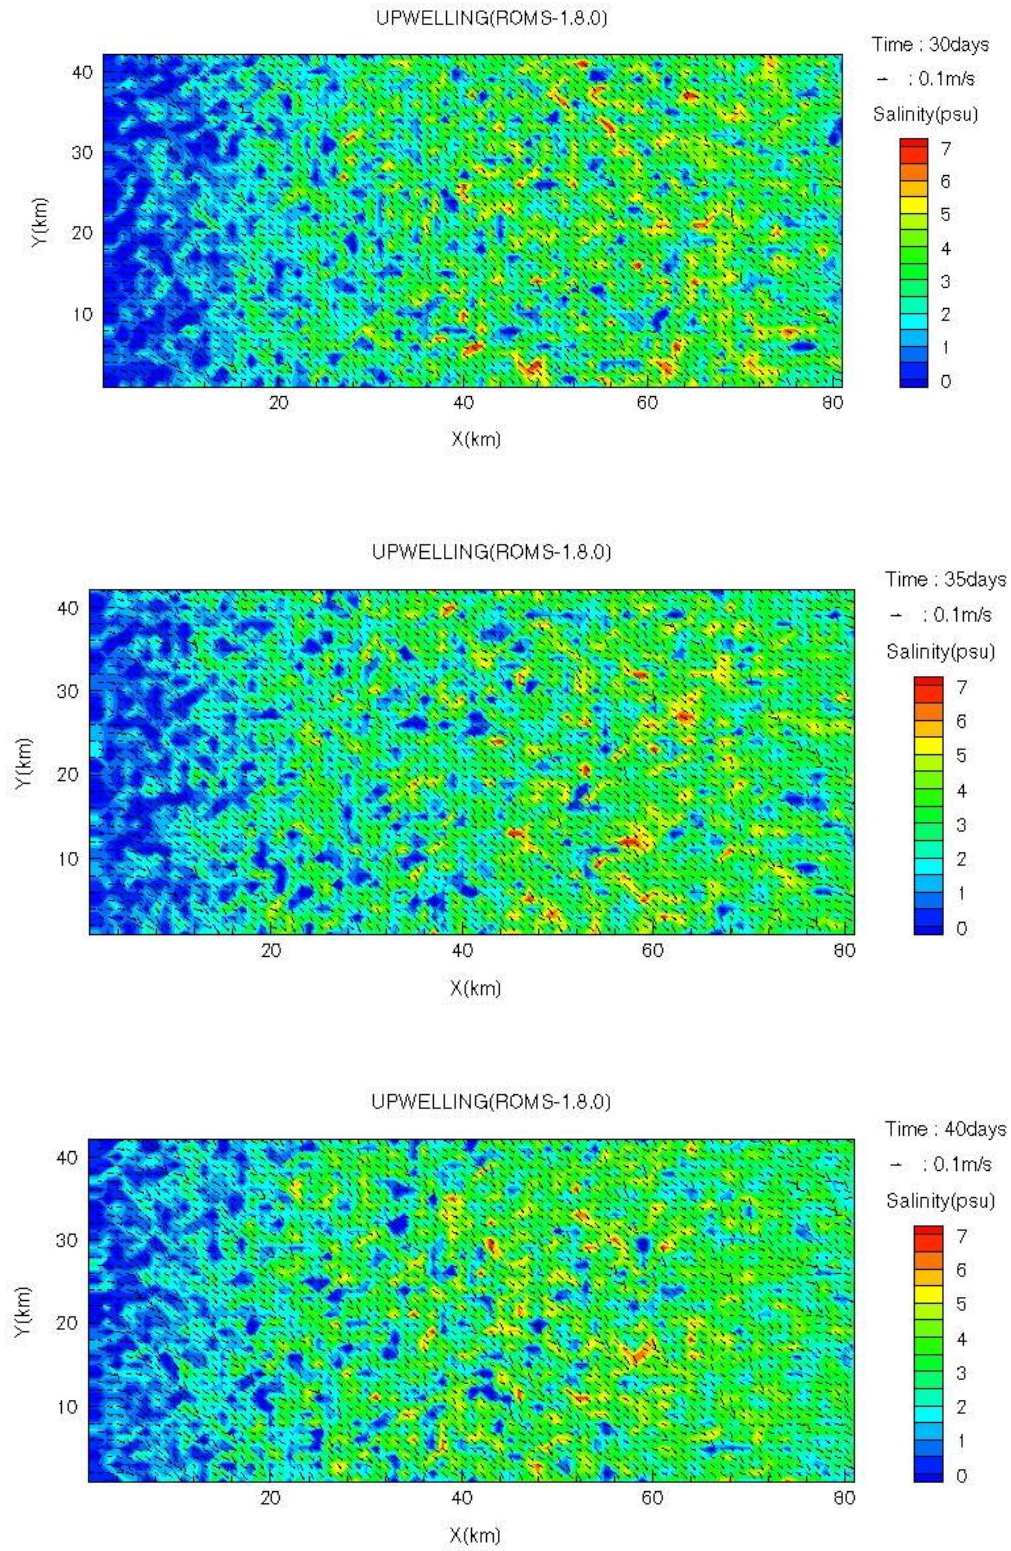 UPWELLING(ROMS-1.8.0)
Time : 30days
: 0.1m/s
Salinity(psu)
7
6
5
4
3
2
1
0
40
30
20
10
Y(km)
20 40 60 80
X(km)
UPWELLING(ROMS-1.8.0)
Time : 35days
: 0.1m/s
Salinity(psu)
7
6
5
4
3
2
1
0
40
30
20
10
Y(km)
20 40 60 80
X(km)
UPWELLING(ROMS-1.8.0)
Time : 40days
: 0.1m/s
Salinity(psu)
7
6
5
4
3
2
1
0
40
30
20
10
Y(km)
20 40 60 80
X(km)